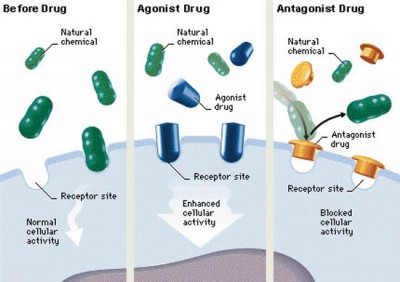 Before Drug
Natural
chemical
Receptor site
Normal
cellular
activity
Agonist Drug
Natural
chemical
Agonist
drug
Receptor site
Enhanced
cellular
activity
Antagonist Drug
Natural
chemical
Antagonist
drug
Receptor site
Blocked
cellular
activity